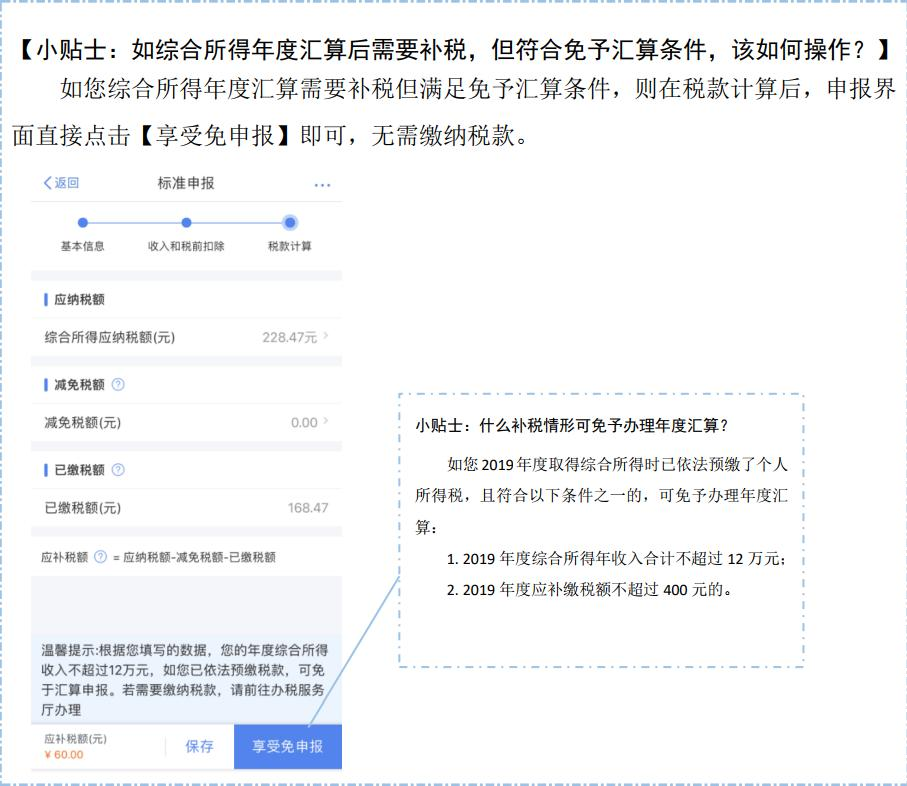 【小贴士：如综合所得年度汇算后需要补税，但符合免予汇算条件，该如何操作？】
如您综合所得年度汇算需要补税但满足免予汇算条件，则在税款计算后，申报界
面直接点击【享受免申报】即可，无需缴纳税款。
返回
标准申报
...
基本信息
收入和税前扣除
税款计算
应纳税额
综合所得应纳税额(元)
228.47元
减免税额 ?
减免税额(元)
0.00
已缴税额 ?
已缴税额(元)
168.47
应补税额 ? = 应纳税额-减免税额-已缴税额
温馨提示:根据您填写的数据，您的年度综合所得
收入不超过12万元，如您已依法预缴税款，可免
于汇算申报。若需要缴纳税款，请前往办税服务
厅办理
应补税额(元)
¥ 60.00
保存
享受免申报
小贴士：什么补税情形可免予办理年度汇算？
如您 2019 年度取得综合所得时已依法预缴了个人
所得税，且符合以下条件之一的，可免予办理年度汇
算：
1. 2019 年度综合所得年收入合计不超过 12 万元；
2. 2019 年度应补缴税额不超过 400 元的。